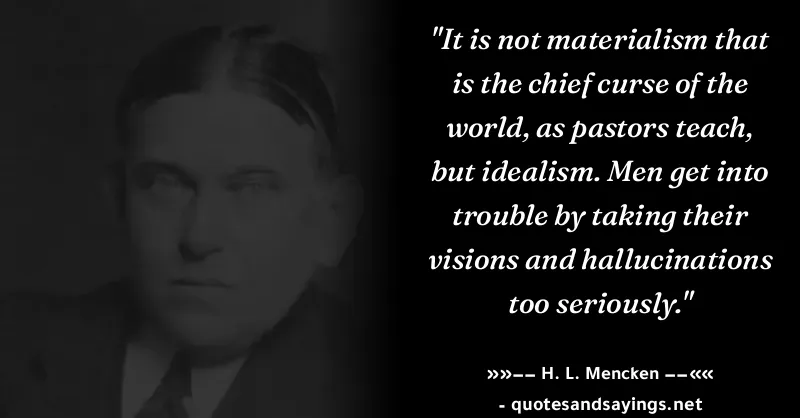 "It is not materialism that
is the chief curse of the
world, as pastors teach,
but idealism. Men get into
trouble by taking their
visions and hallucinations
too seriously."
»»−− H. L. Mencken −−««
- quotesandsayings.net